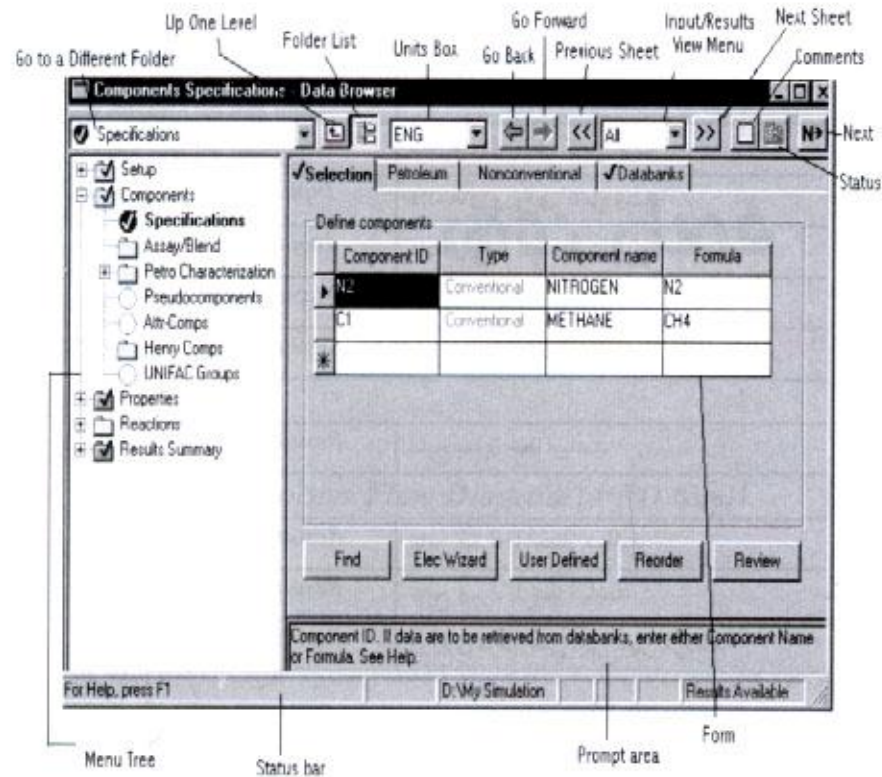 Up One Level
Go Forward
Input/Results
View Menu
Next Sheet
Go to a Different Folder
Folder List
Units Box
Go Back
Previous Sheet
Comments
Components Specifications - Data Browser
Specifications
ENG
<<
All
>>
N>
Next
Status
Setup
Components
Specifications
Assay/Blend
Petro Characterization
Pseudocomponents
Attr-Comps
Henry Comps
UNIFAC Groups
Properties
Reactions
Results Summary
√Selection Petroleum Nonconventional √Databanks
Define components
Component ID Type Component name Formula
N2 Conventional NITROGEN N2
C1 Conventional METHANE CH4
*
Find Elec Wizard User Defined Reorder Review
Component ID. If data are to be retrieved from databanks, enter either Component Name
or Formula. See Help.
For Help, press F1 D:\My Simulation Results Available
Menu Tree
Status bar
Prompt area
Form